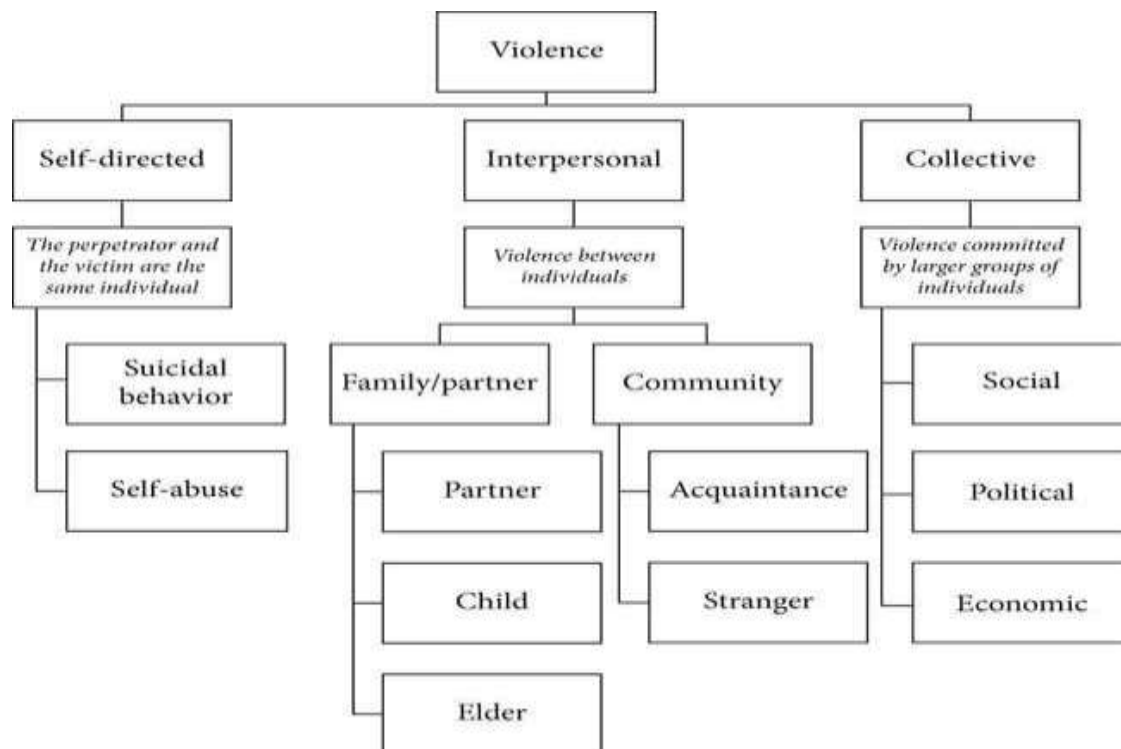 Violence
Self-directed
Interpersonal
Collective
The perpetrator and
the victim are the
same individual
Violence between
individuals
Violence committed
by larger groups of
individuals
Suicidal
behavior
Self-abuse
Family/partner
Partner
Child
Elder
Community
Acquaintance
Stranger
Social
Political
Economic